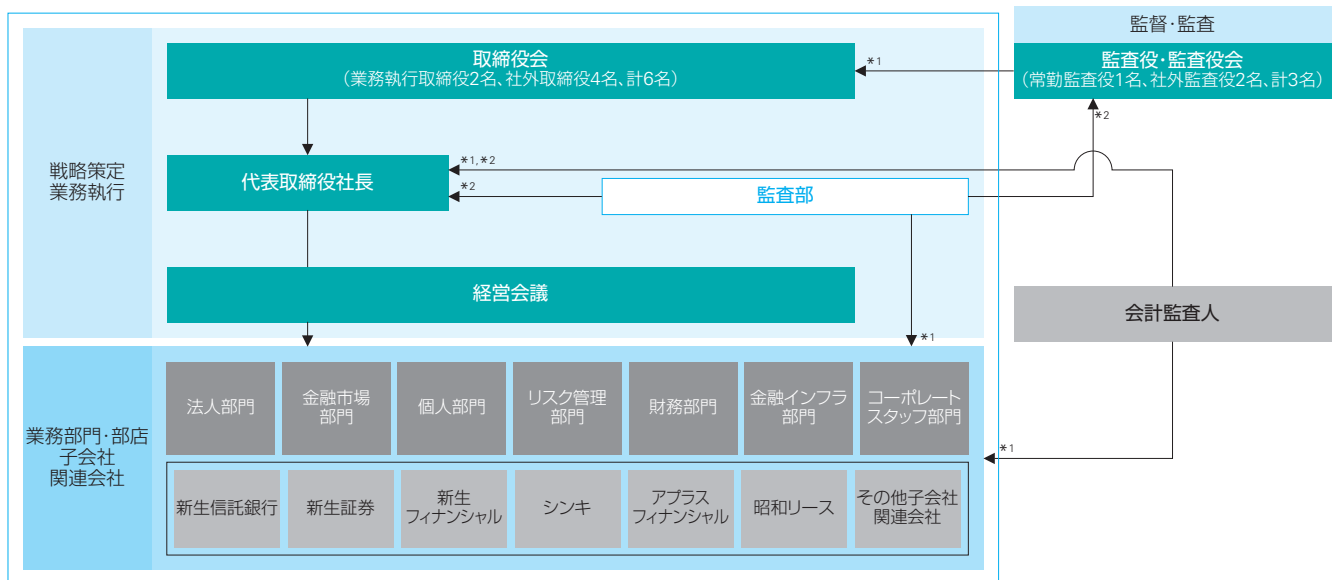 監督・監査
取締役会
（業務執行取締役2名、社外取締役4名、計6名）
*1
監査役・監査役会
（常勤監査役1名、社外監査役2名、計3名）
*2
戦略策定
業務執行
代表取締役社長
*1,*2
*2
監査部
経営会議
会計監査人
*1
業務部門・部店
子会社
関連会社
法人部門
金融市場
部門
個人部門
リスク管理
部門
財務部門
金融インフラ
部門
コーポレート
スタッフ部門
*1
新生信託銀行
新生証券
新生
フィナンシャル
シンキ
アプラス
フィナンシャル
昭和リース
その他子会社
関連会社